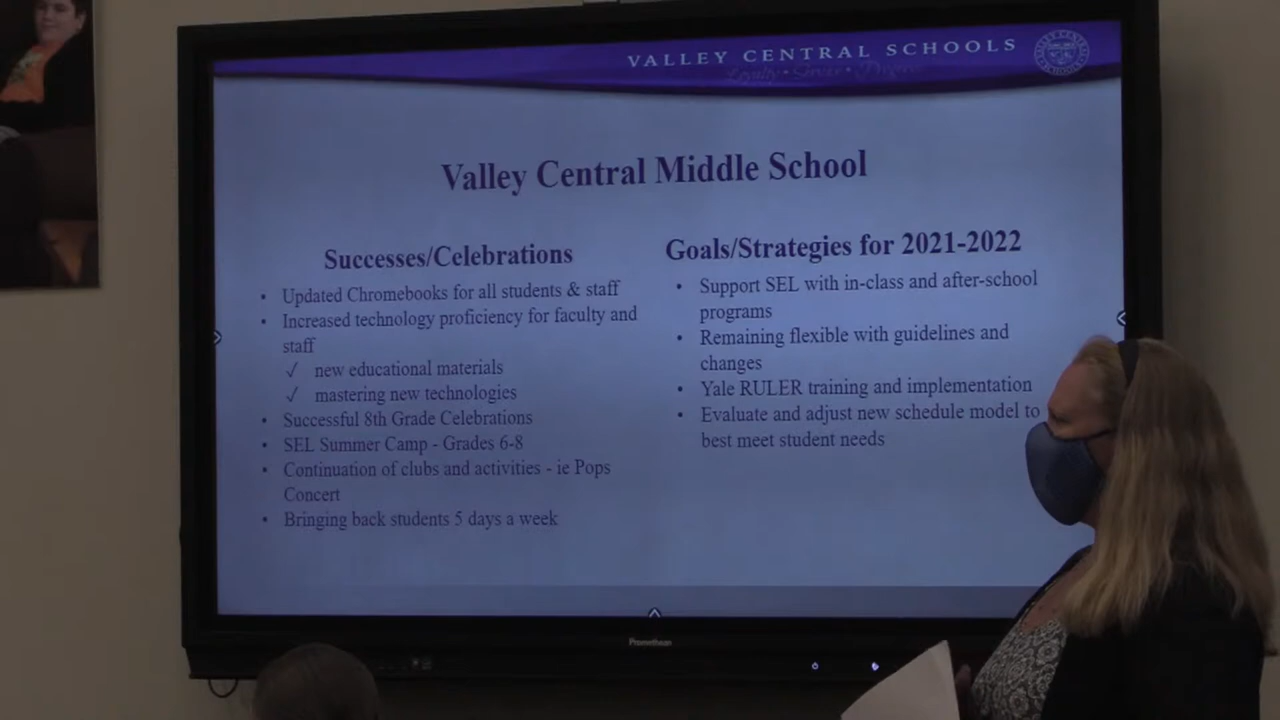 VALLEY CENTRAL SCHOOLS
Valley Central Middle School
Successes/Celebrations
• Updated Chromebooks for all students & staff
• Increased technology proficiency for faculty and
staff
✓ new educational materials
✓ mastering new technologies
• Successful 8th Grade Celebrations
• SEL Summer Camp - Grades 6-8
• Continuation of clubs and activities - ie Pops
Concert
• Bringing back students 5 days a week
Goals/Strategies for 2021-2022
• Support SEL with in-class and after-school
programs
• Remaining flexible with guidelines and
changes
• Yale RULER training and implementation
• Evaluate and adjust new schedule model to
best meet student needs
Promethean